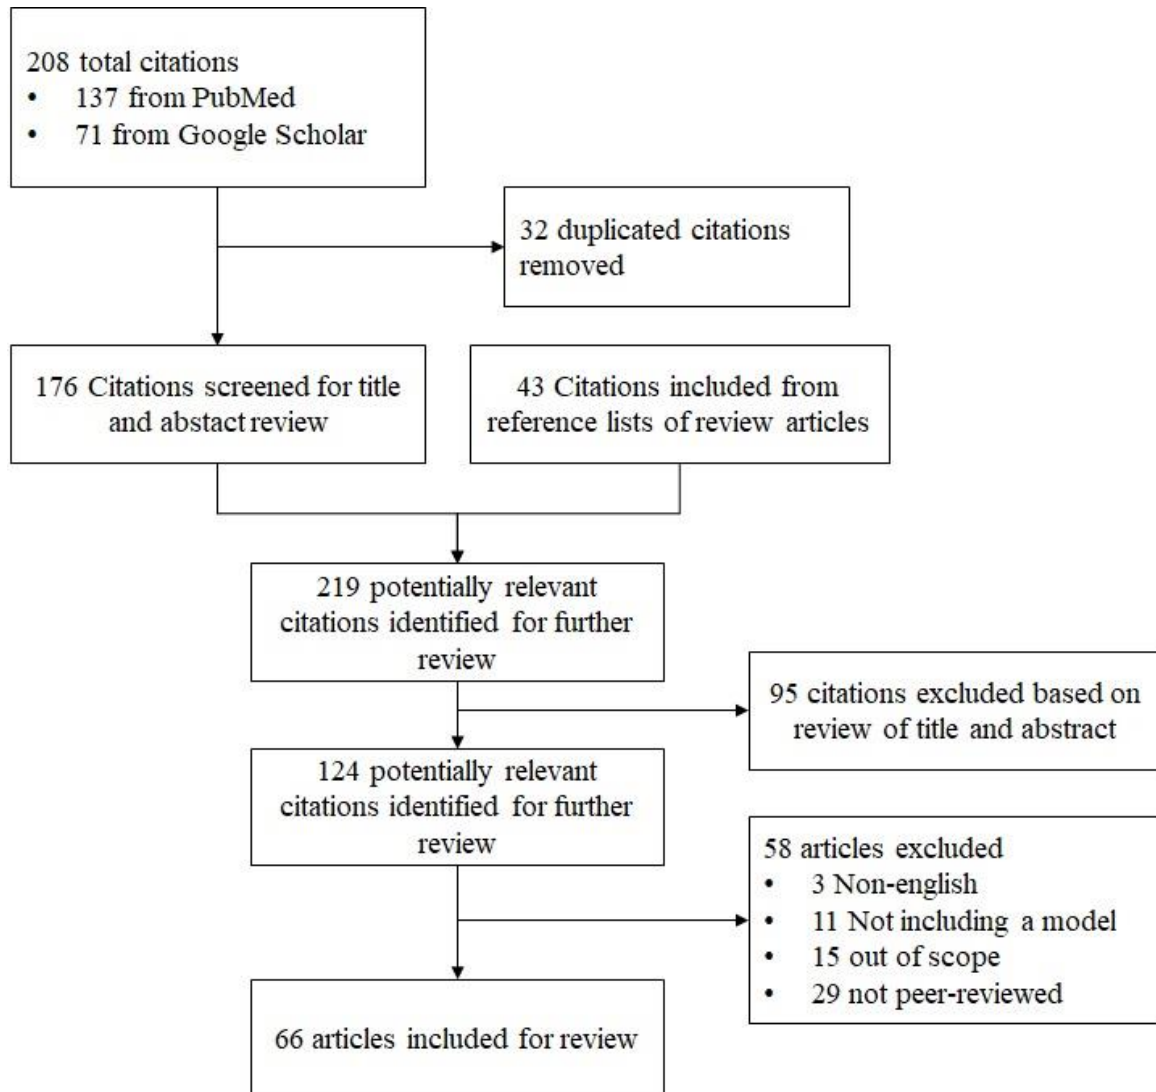 208 total citations
• 137 from PubMed
• 71 from Google Scholar
32 duplicated citations
removed
176 Citations screened for title
and abstact review
43 Citations included from
reference lists of review articles
219 potentially relevant
citations identified for further
review
95 citations excluded based on
review of title and abstract
124 potentially relevant
citations identified for further
review
58 articles excluded
• 3 Non-english
• 11 Not including a model
• 15 out of scope
• 29 not peer-reviewed
66 articles included for review